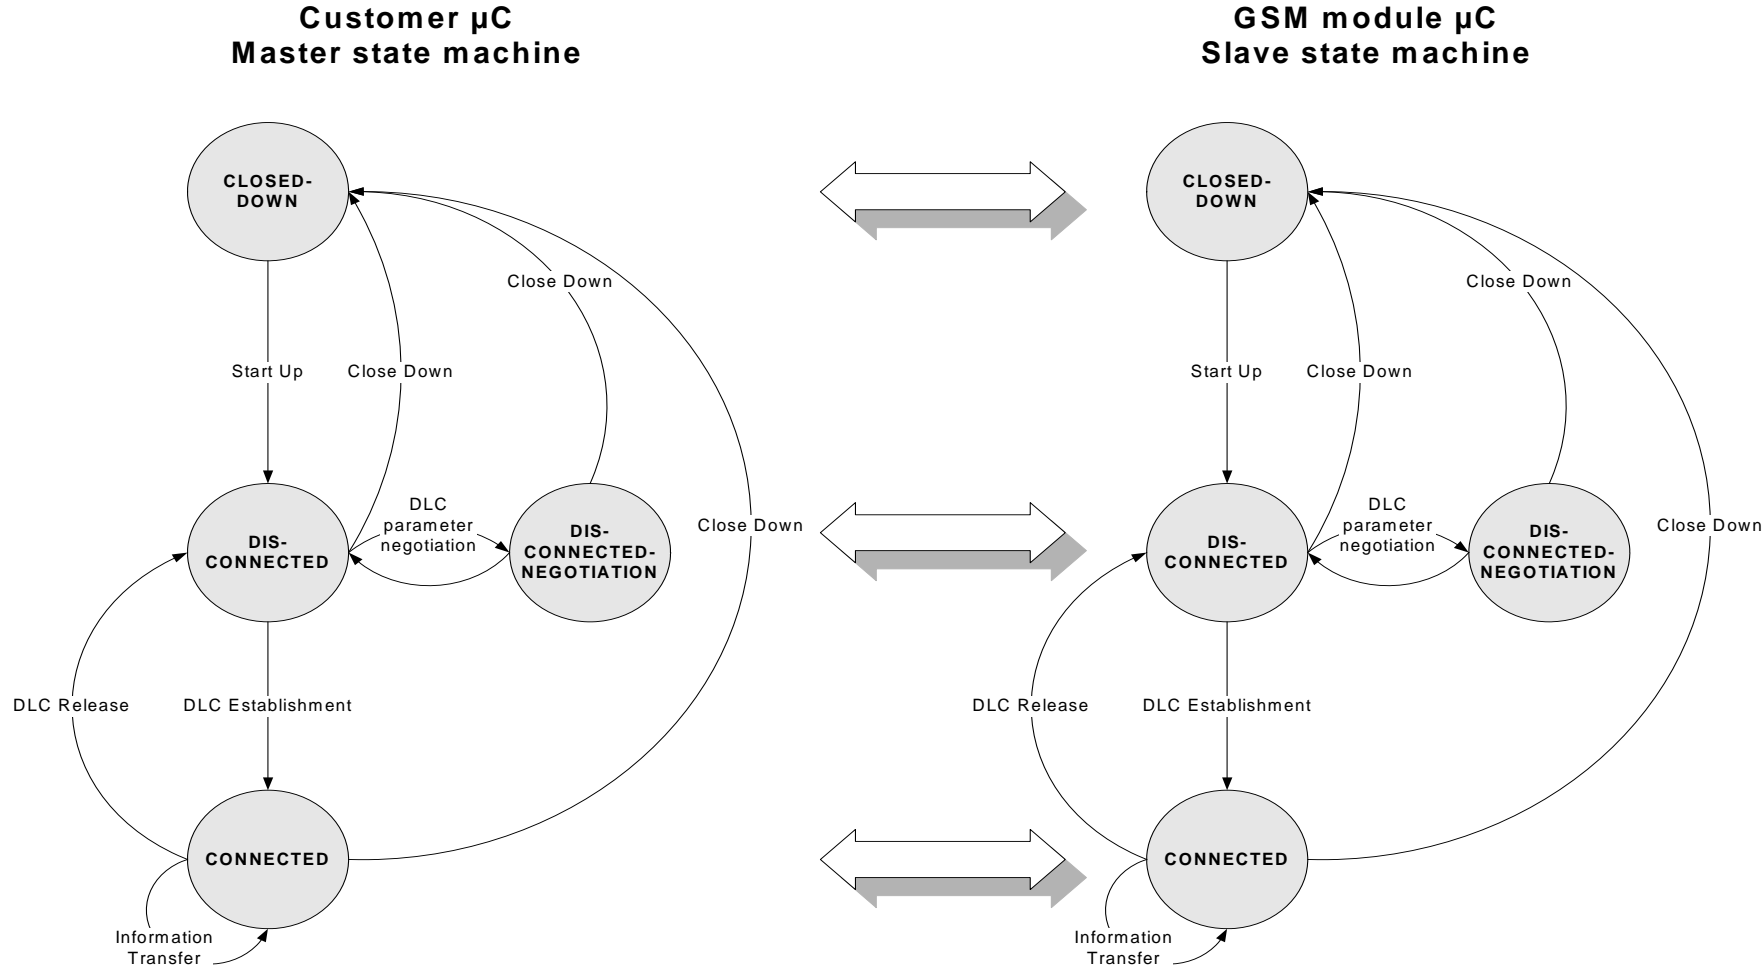 Customer µC
Master state machine
CLOSED-
DOWN
Close Down
Start Up
Close Down
DLC
parameter
negotiation
Close Down
DIS-
CONNECTED
DIS-
CONNECTED-
NEGOTIATION
DLC Release
DLC Establishment
CONNECTED
Information
Transfer
GSM module µC
Slave state machine
CLOSED-
DOWN
Close Down
Start Up
Close Down
DLC
parameter
negotiation
Close Down
DIS-
CONNECTED
DIS-
CONNECTED-
NEGOTIATION
DLC Release
DLC Establishment
CONNECTED
Information
Transfer